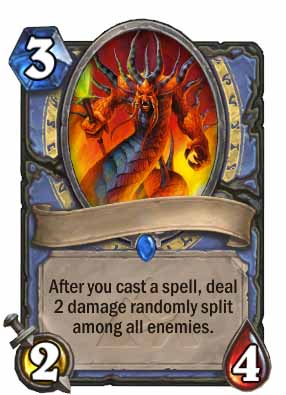 3
After you cast a spell, deal
2 damage randomly split
among all enemies.
2
4